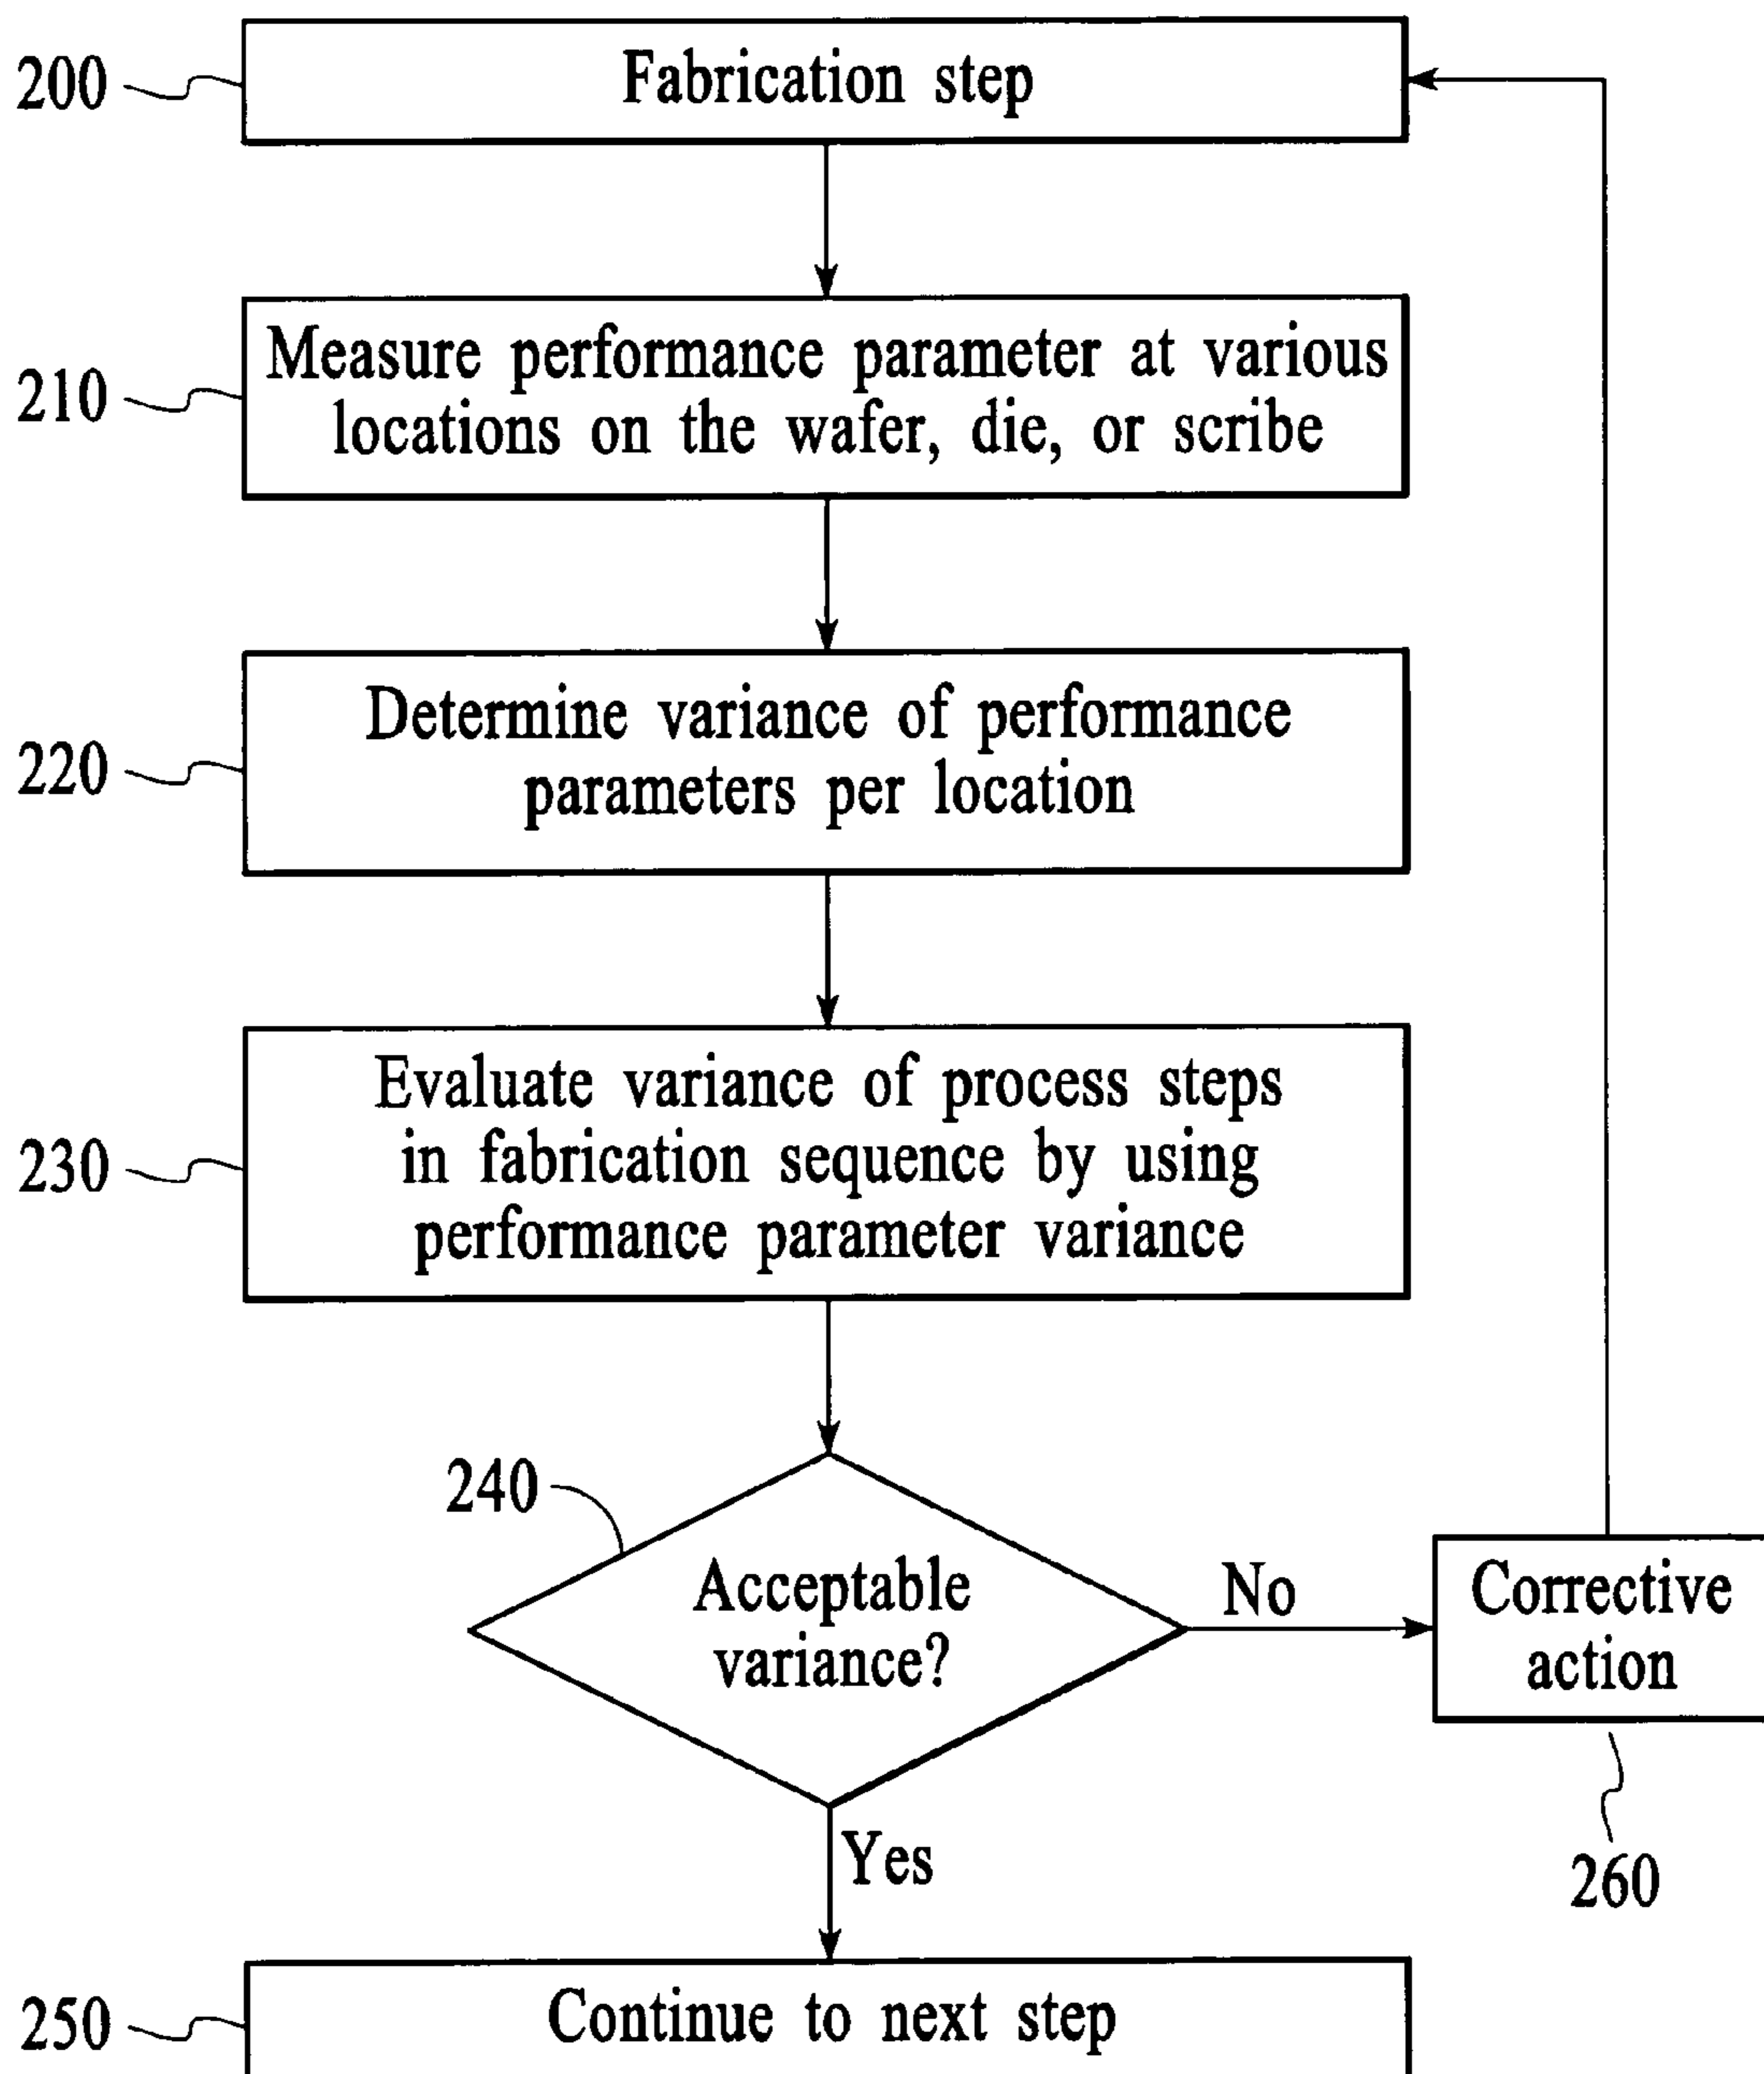 200
Fabrication step
210
Measure performance parameter at various
locations on the wafer, die, or scribe
220
Determine variance of performance
parameters per location
230
Evaluate variance of process steps
in fabrication sequence by using
performance parameter variance
240
Acceptable
variance?
No
Corrective
action
260
Yes
250
Continue to next step